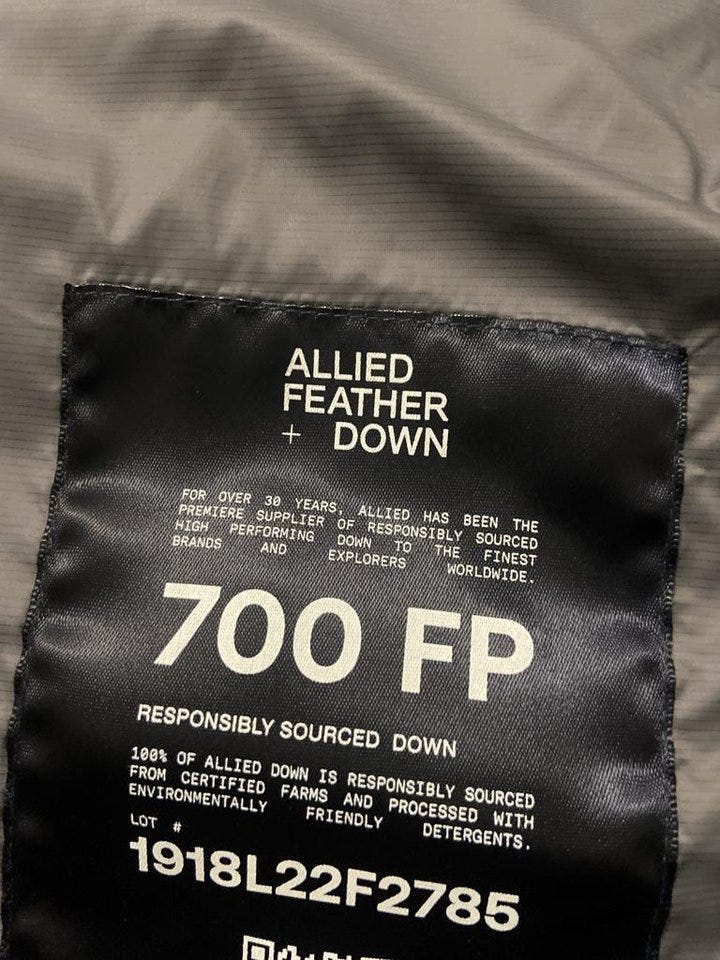 ALLIED
FEATHER
+ DOWN
FOR OVER 30 YEARS, ALLIED HAS BEEN THE
PREMIERE SUPPLIER OF RESPONSIBLY SOURCED
HIGH PERFORMING DOWN TO THE FINEST
BRANDS AND EXPLORERS WORLDWIDE.
700 FP
RESPONSIBLY SOURCED DOWN
100% OF ALLIED DOWN IS RESPONSIBLY SOURCED
FROM CERTIFIED FARMS AND PROCESSED WITH
ENVIRONMENTALLY FRIENDLY DETERGENTS.
LOT #
1918L22F2785